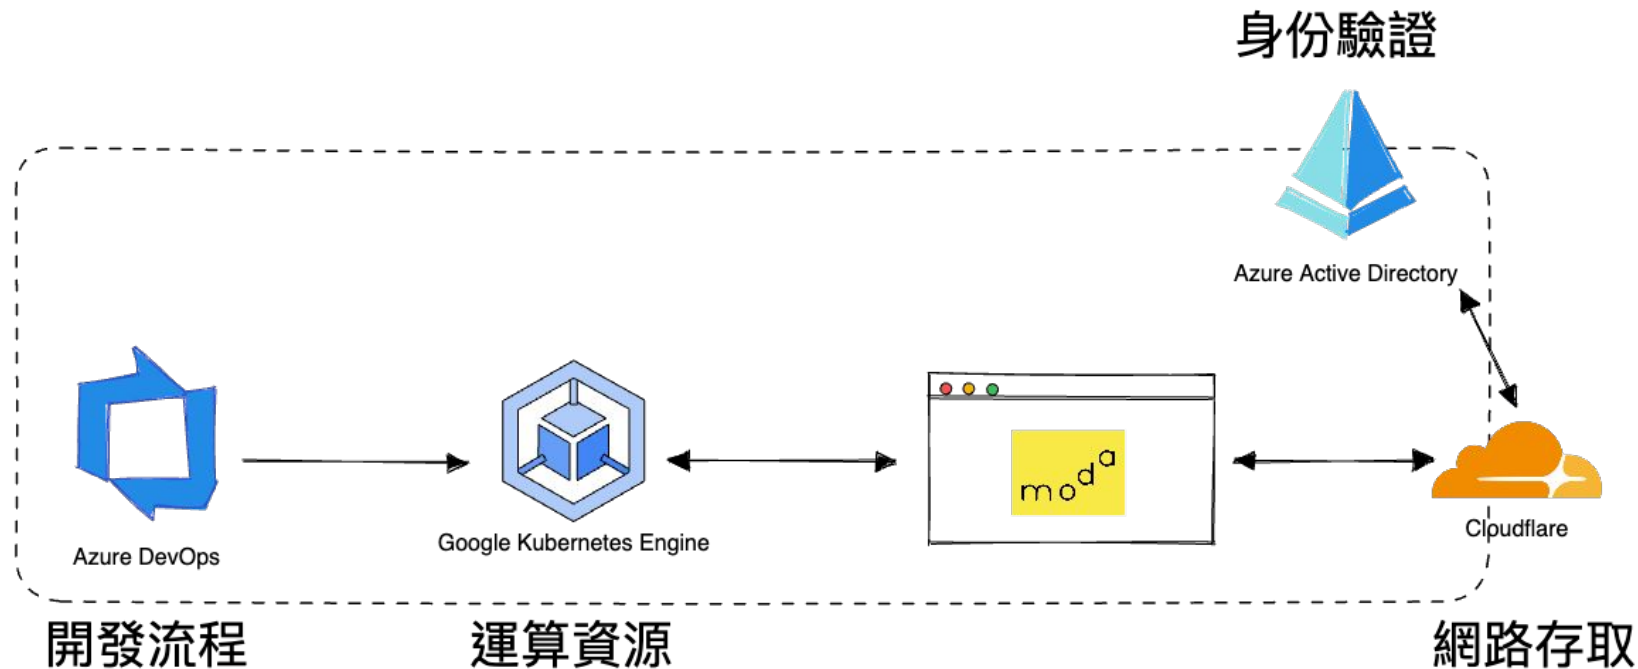 身份驗證
Azure Active Directory
moda
Azure DevOps
Google Kubernetes Engine
Cloudflare
開發流程
運算資源
網路存取